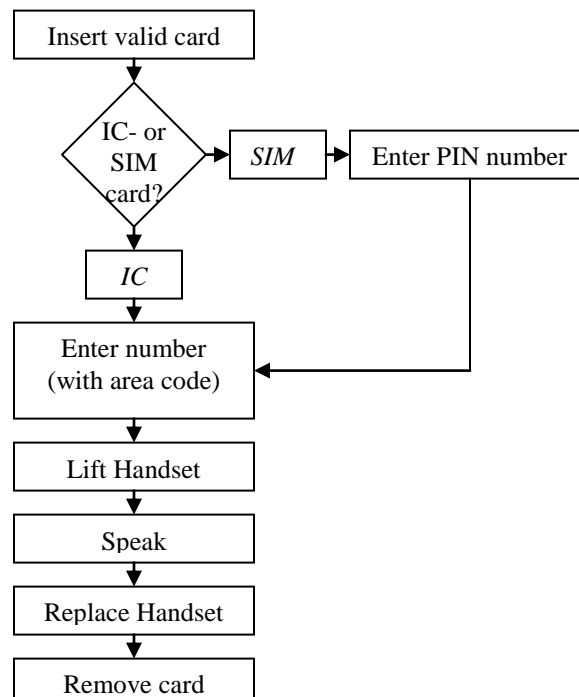 Insert valid card
IC- or
SIM
card?
SIM
Enter PIN number
IC
Enter number
(with area code)
Lift Handset
Speak
Replace Handset
Remove card